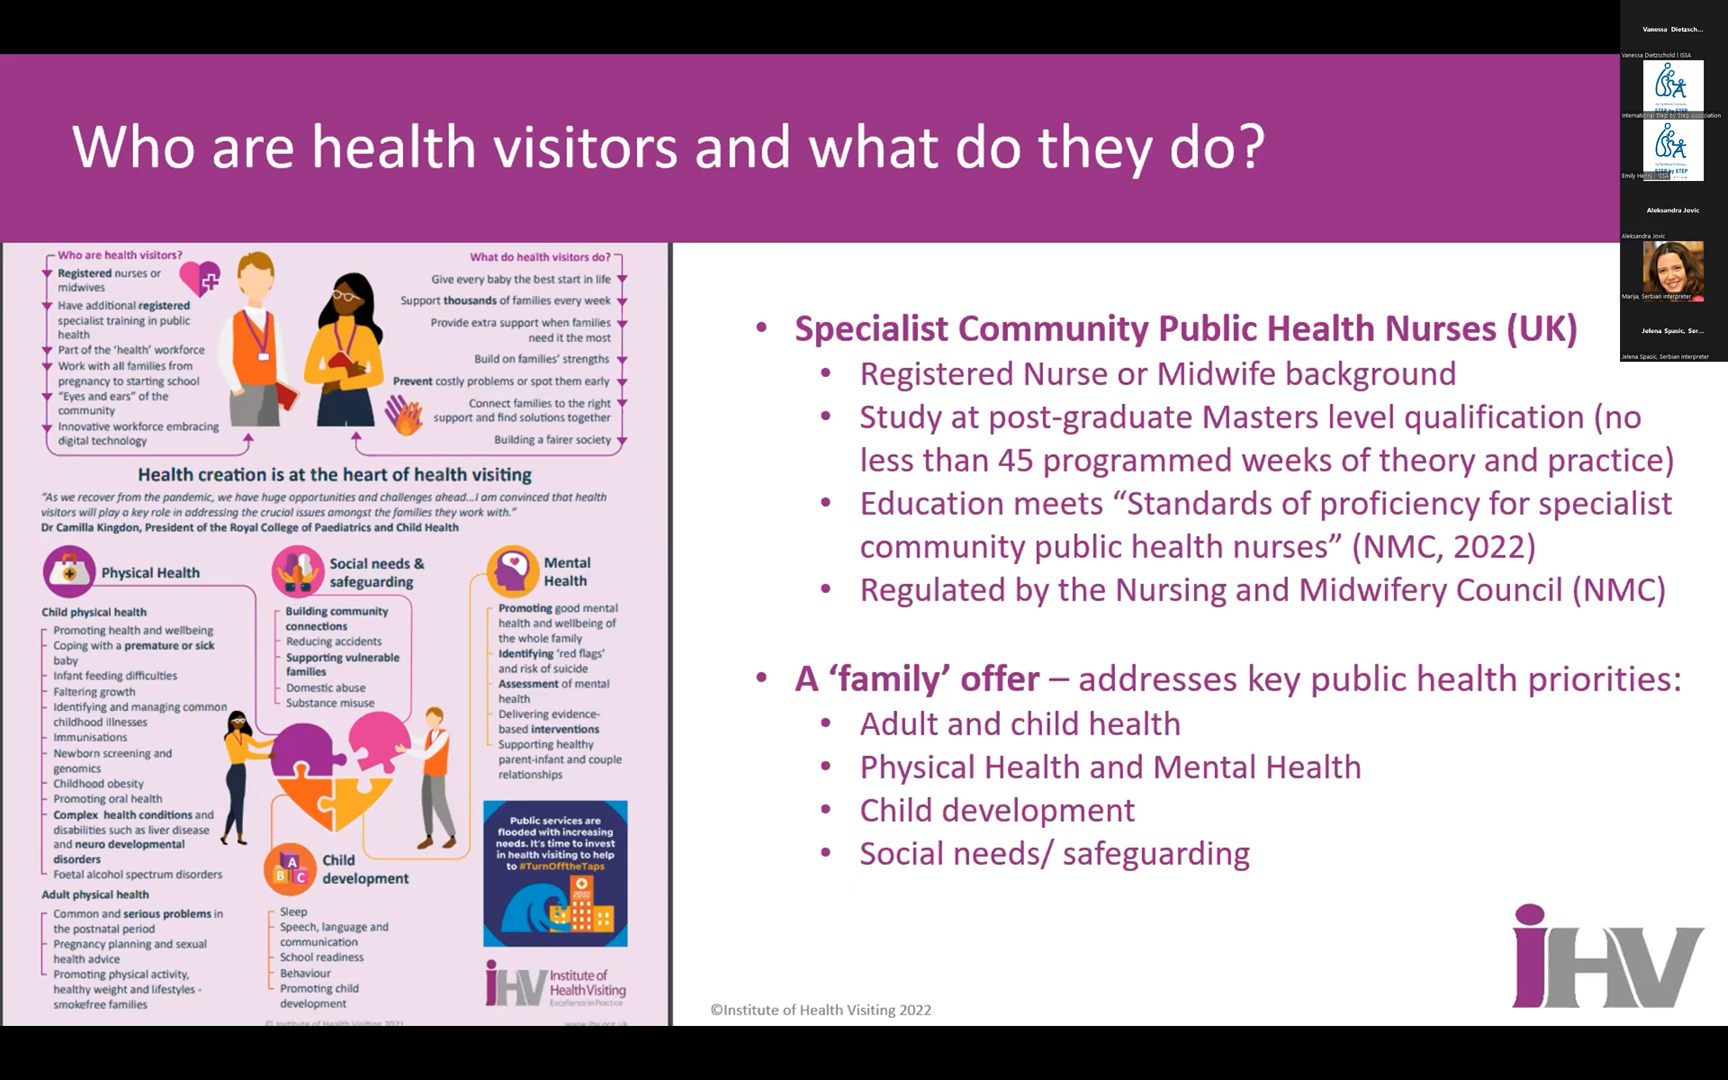 Who are health visitors and what do they do?
Who are health visitors?
Registered nurses or
midwives
Have additional registered
specialist training in public
health
Part of the ‘health’ workforce
Work with all families from
pregnancy to starting school
“Eyes and ears” of the
community
Innovative workforce embracing
digital technology
What do health visitors do?
Give every baby the best start in life
Support thousands of families every week
Provide extra support when families
need it the most
Build on families’ strengths
Prevent costly problems or spot them early
Connect families to the right
support and find solutions together
Building a fairer society
Health creation is at the heart of health visiting
“As we recover from the pandemic, we have huge opportunities and challenges ahead...I am convinced that health
visitors will play a key role in addressing the crucial issues amongst the families they work with.”
Dr Camilla Kingdon, President of the Royal College of Paediatrics and Child Health
Physical Health
Child physical health
Promoting health and wellbeing
Coping with a premature or sick
baby
Infant feeding difficulties
Faltering growth
Identifying and managing common
childhood illnesses
Immunisations
Newborn screening and
genomics
Childhood obesity
Promoting oral health
Complex health conditions and
disabilities such as liver disease
and neuro developmental
disorders
Foetal alcohol spectrum disorders
Adult physical health
Common and serious problems in
the postnatal period
Pregnancy planning and sexual
health advice
Promoting physical activity,
healthy weight and lifestyles -
smokefree families
Social needs &
safeguarding
Building community
connections
Reducing accidents
Supporting vulnerable
families
Domestic abuse
Substance misuse
Mental
Health
Promoting good mental
health and wellbeing of
the whole family
Identifying ‘red flags’
and risk of suicide
Assessment of mental
health
Delivering evidence-
based interventions
Supporting healthy
parent-infant and couple
relationships
A
B C
Child
development
Sleep
Speech, language and
communication
School readiness
Behaviour
Promoting child
development
Public services are
flooded with increasing
needs. It's time to invest
in health visiting to help
to #TurnOfftheTaps
iHV Institute of
Health Visiting
Excellence in Practice
© Institute of Health Visiting 2021
www.ihv.org.uk
• Specialist Community Public Health Nurses (UK)
• Registered Nurse or Midwife background
• Study at post-graduate Masters level qualification (no
less than 45 programmed weeks of theory and practice)
• Education meets “Standards of proficiency for specialist
community public health nurses” (NMC, 2022)
• Regulated by the Nursing and Midwifery Council (NMC)
• A ‘family’ offer – addresses key public health priorities:
• Adult and child health
• Physical Health and Mental Health
• Child development
• Social needs/ safeguarding
©Institute of Health Visiting 2022
iHV
Vanessa Dietzsch...
Vanessa Dietzschold | ISSA
International Step by Step Association
STEP by STEP
Emily Henry | ISSA
Aleksandra Jovic
Aleksandra Jovic
Marija, Serbian interpreter
Jelena Spasic, Ser...
Jelena Spasic, Serbian interpreter